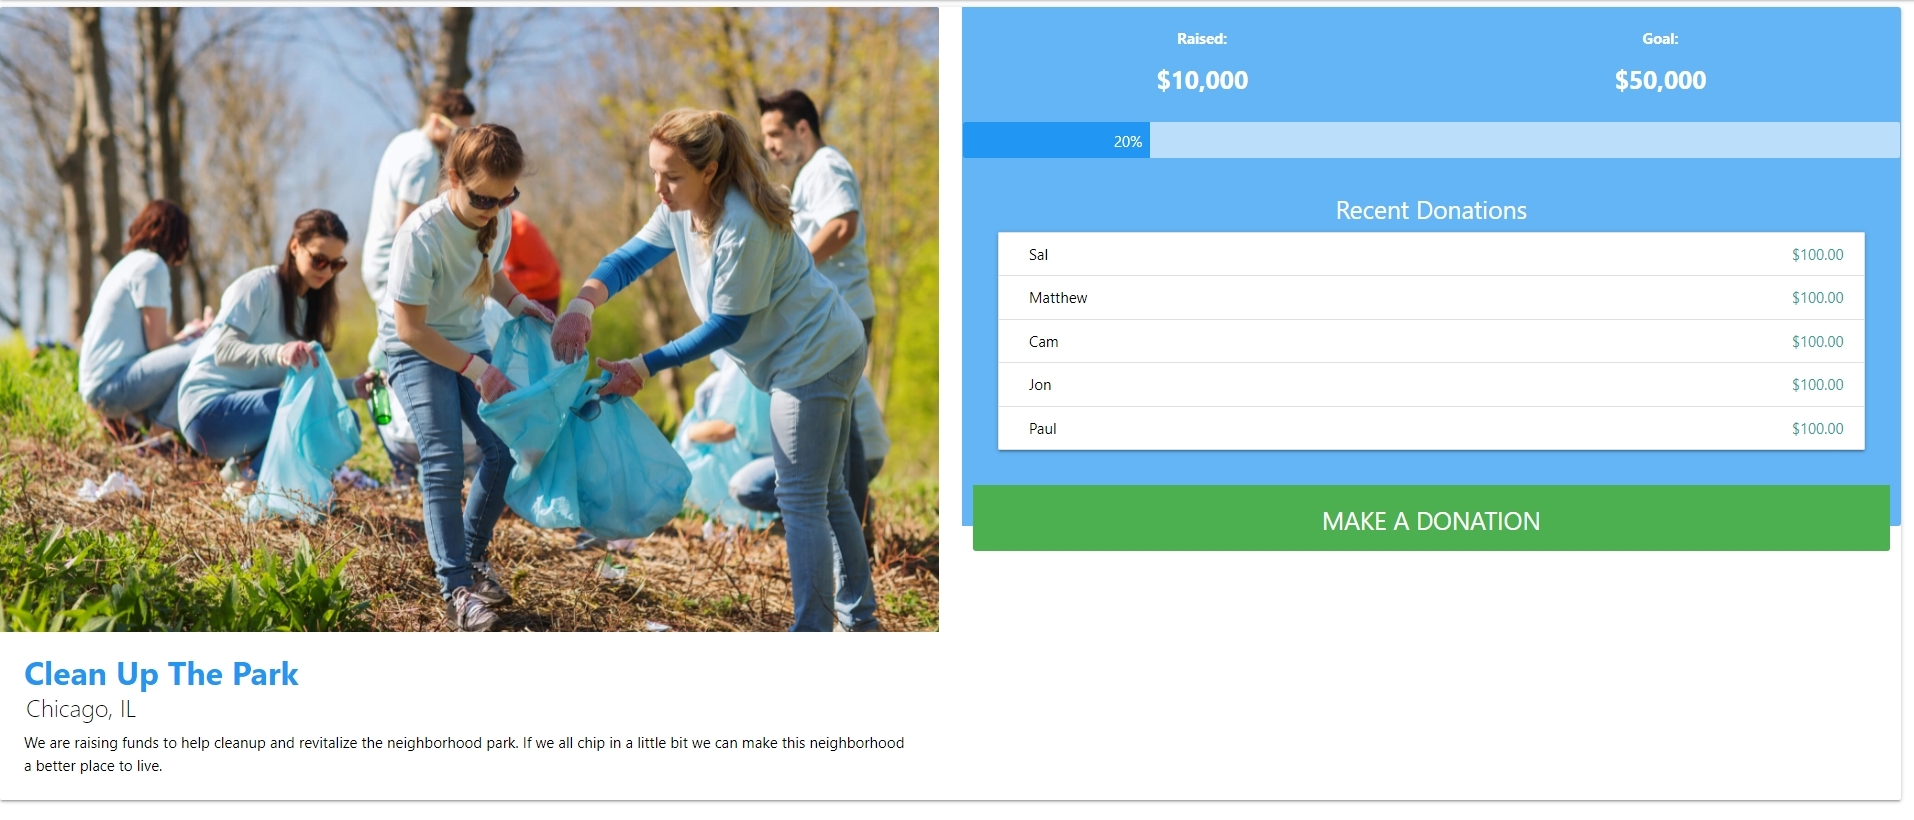 Raised:
Goal:
$10,000
$50,000
20%
Recent Donations
Sal $100.00
Matthew $100.00
Cam $100.00
Jon $100.00
Paul $100.00
MAKE A DONATION
Clean Up The Park
Chicago, IL
We are raising funds to help cleanup and revitalize the neighborhood park. If we all chip in a little bit we can make this neighborhood
a better place to live.